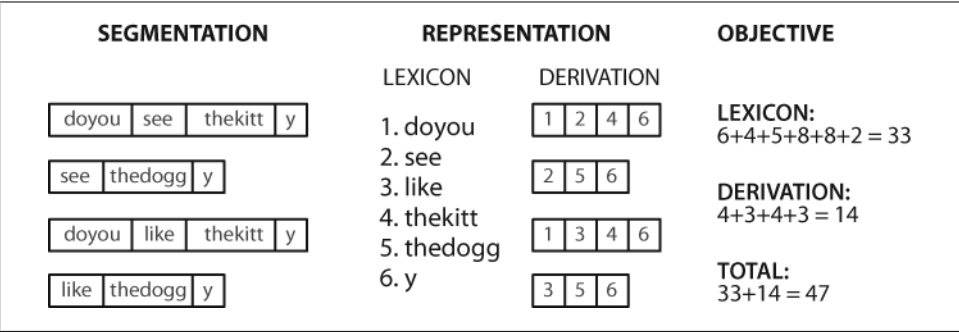 SEGMENTATION REPRESENTATION OBJECTIVE
LEXICON DERIVATION
doyou see thekitt y
see thedogg y
doyou like thekitt y
like thedogg y
1. doyou
2. see
3. like
4. thekitt
5. thedogg
6. y
1 2 4 6
2 5 6
1 3 4 6
3 5 6
LEXICON:
6+4+5+8+8+2 = 33
DERIVATION:
4+3+4+3 = 14
TOTAL:
33+14 = 47